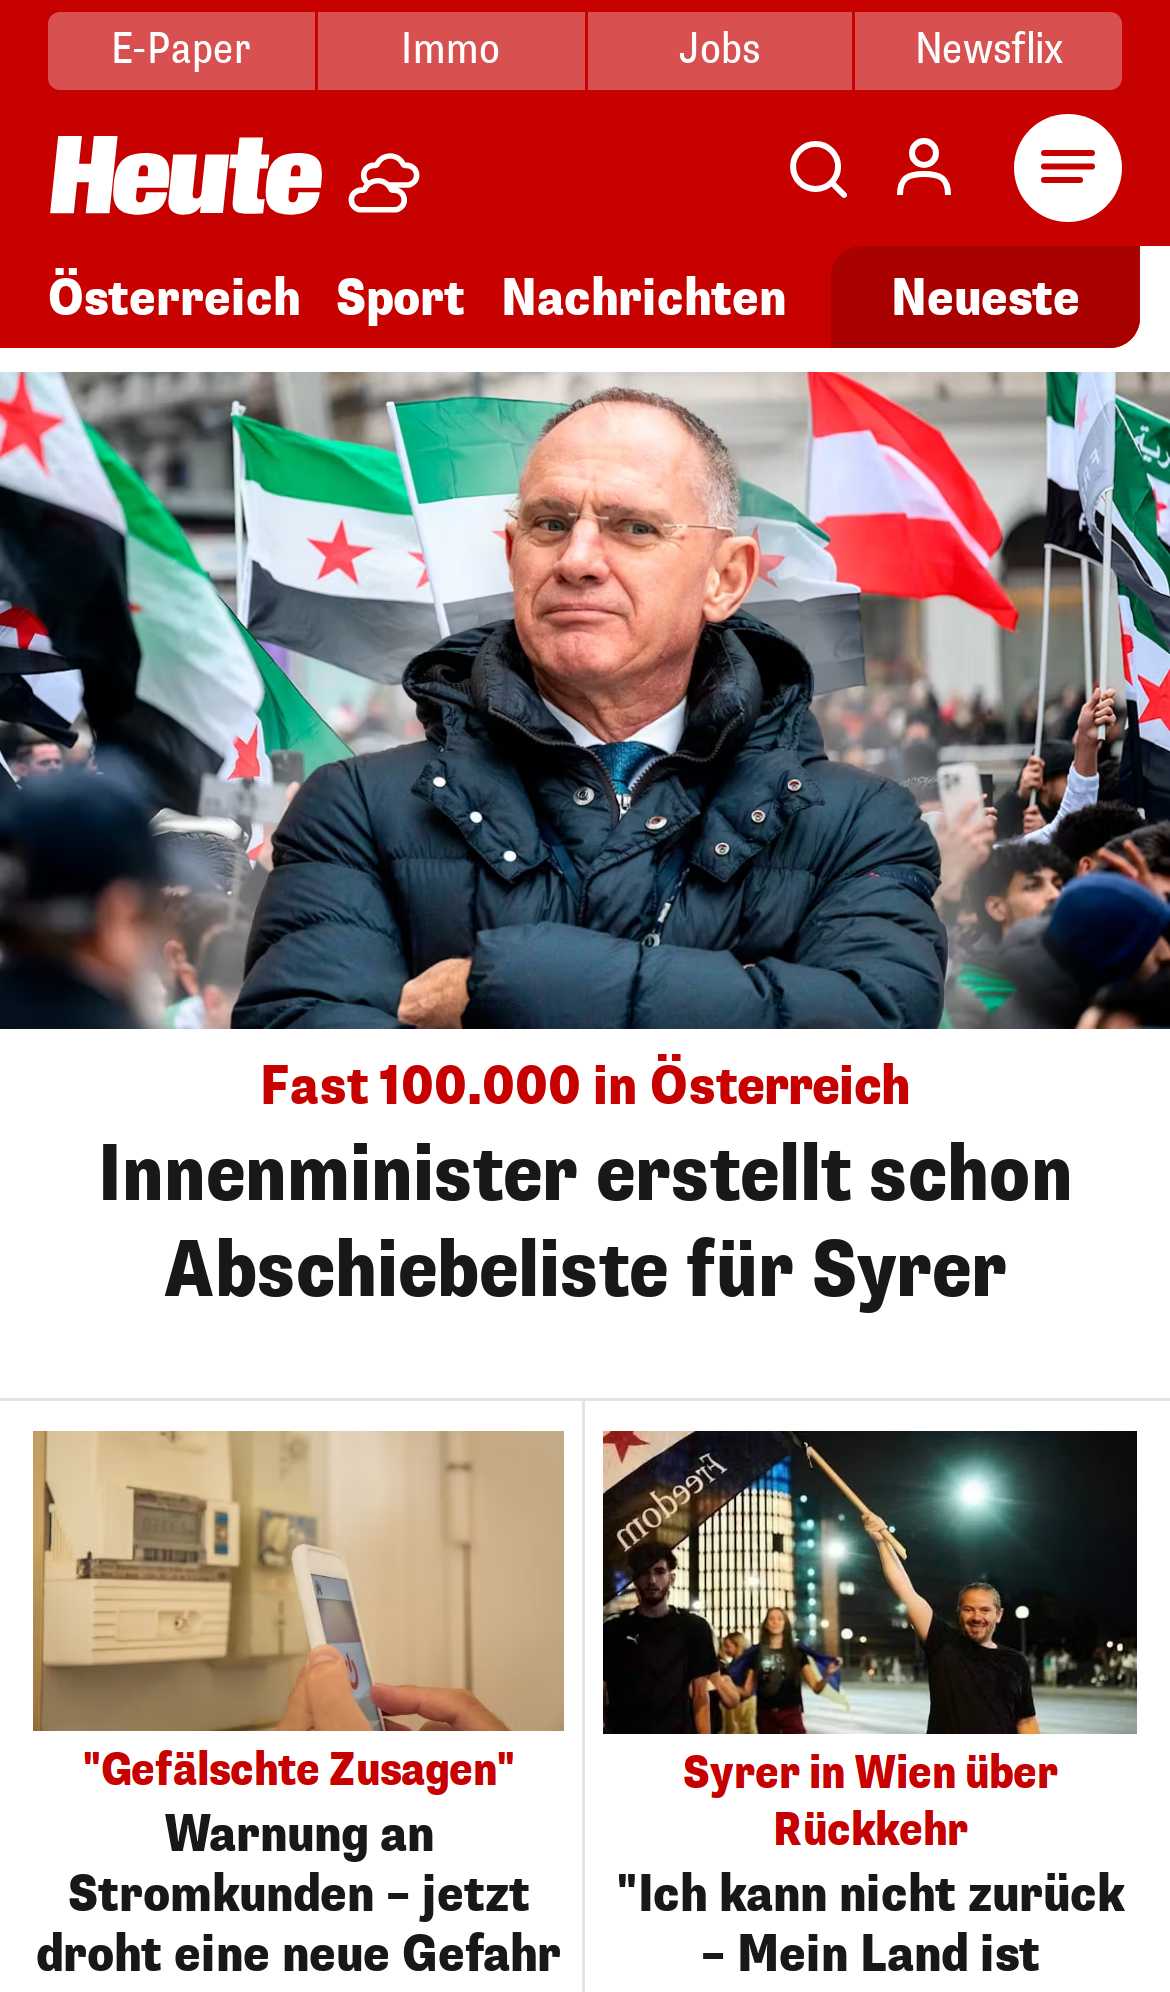 E-Paper
Immo
Jobs
Newsflix
Heute
Österreich
Sport
Nachrichten
Neueste
Fast 100.000 in Österreich
Innenminister erstellt schon
Abschiebeliste für Syrer
Freedom
"Gefälschte Zusagen"
Warnung an
Stromkunden – jetzt
droht eine neue Gefahr
Syrer in Wien über
Rückkehr
"Ich kann nicht zurück
– Mein Land ist